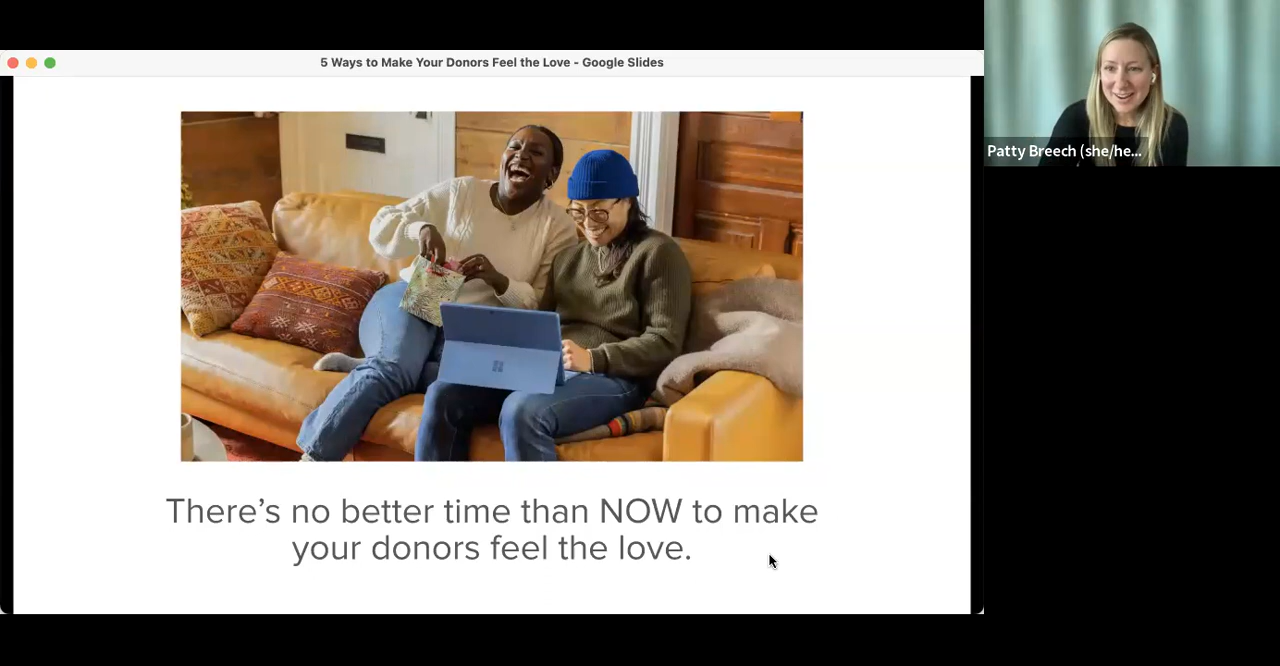 5 Ways to Make Your Donors Feel the Love - Google Slides
Patty Breech (she/he...
There’s no better time than NOW to make
your donors feel the love.